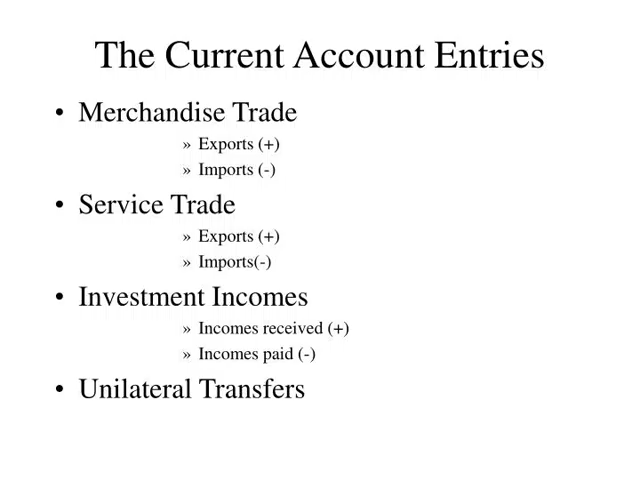 The Current Account Entries
• Merchandise Trade
» Exports (+)
» Imports (-)
• Service Trade
» Exports (+)
» Imports(-)
• Investment Incomes
» Incomes received (+)
» Incomes paid (-)
• Unilateral Transfers